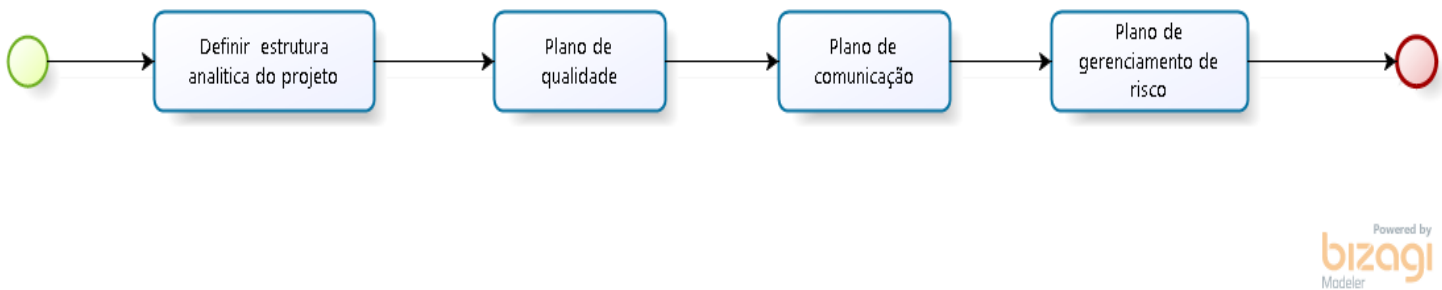 Definir estrutura
analitica do projeto
Plano de
qualidade
Plano de
comunicação
Plano de
gerenciamento de
risco
Powered by
bizagi
Modeler